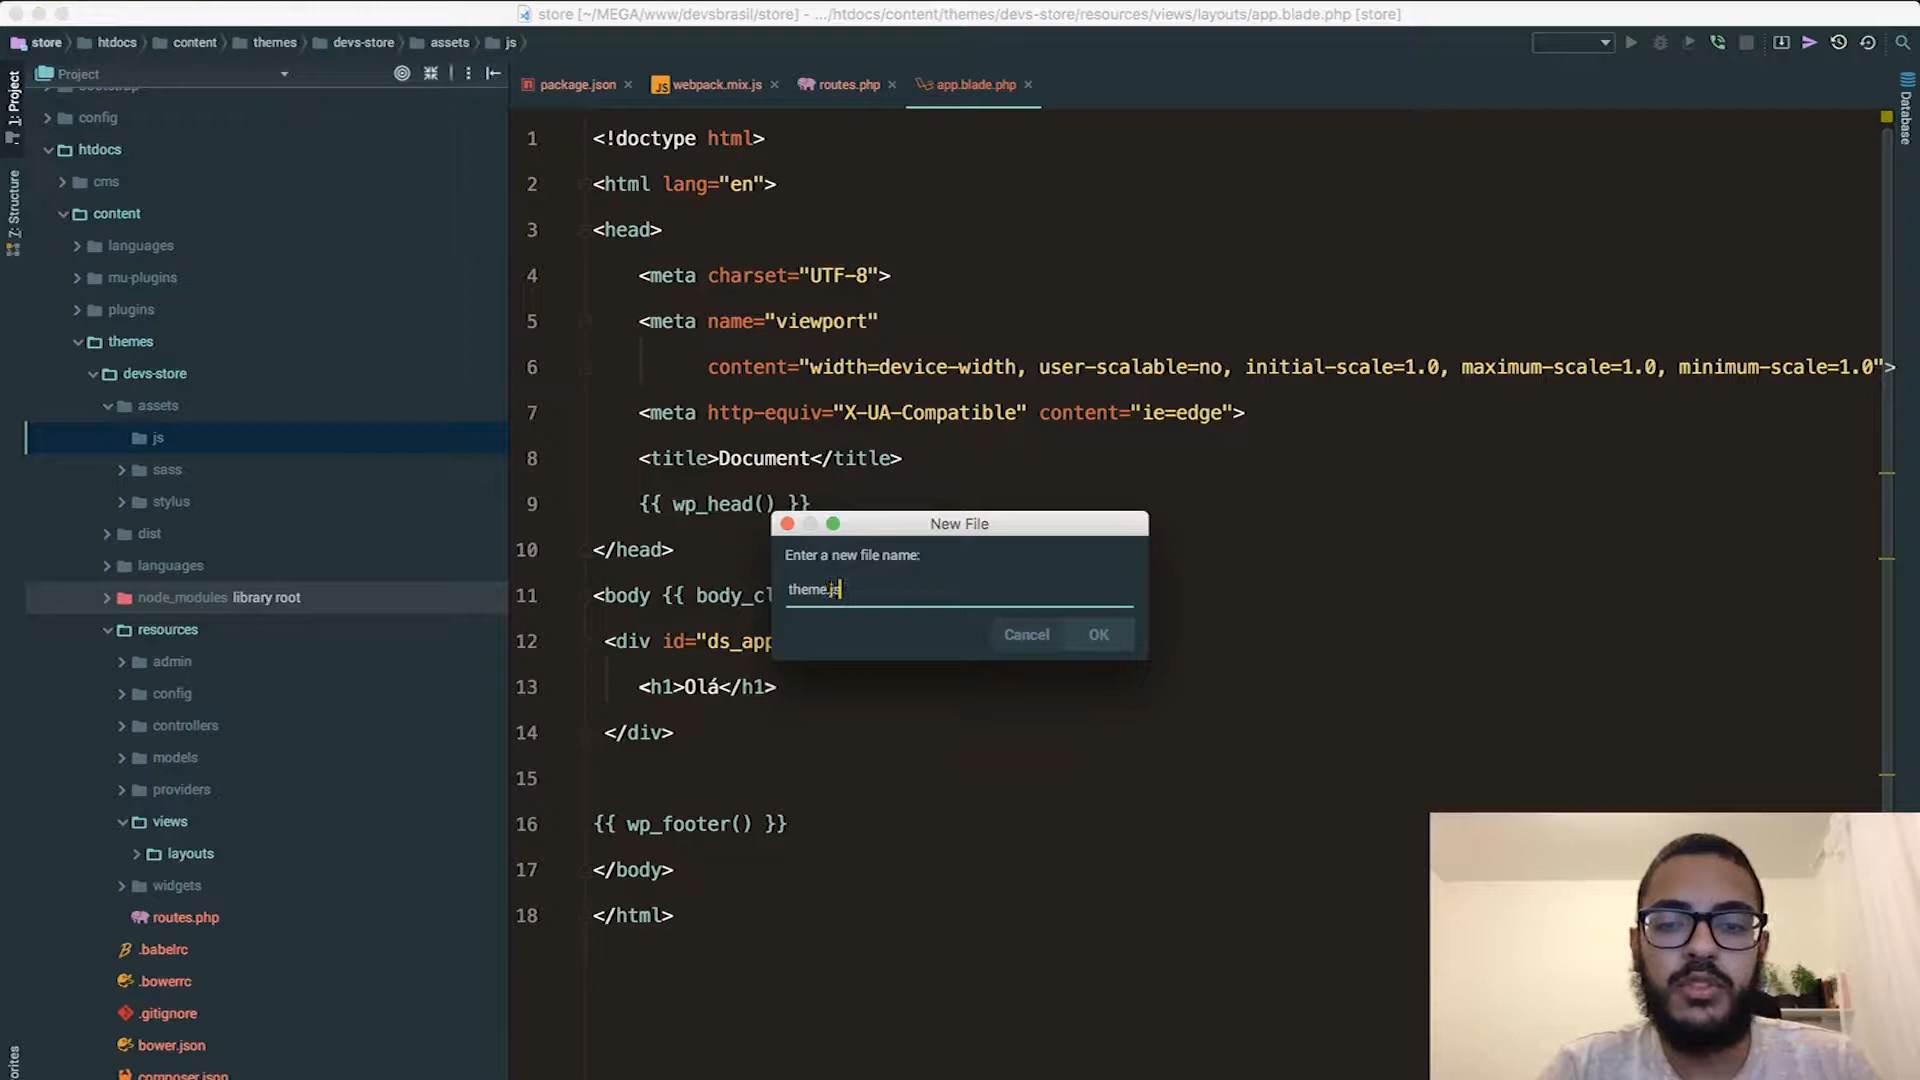 store [~/MEGA/www/devsbrasil/store] - .../htdocs/content/themes/devs-store/resources/views/layouts/app.blade.php [store]
store htdocs content themes devs-store assets js
Project
package.json webpack.mix.js routes.php app.blade.php
1: Project
7: Structure
Database
config
htdocs
cms
content
languages
mu-plugins
plugins
themes
devs-store
assets
js
sass
stylus
dist
languages
node_modules library root
resources
admin
config
controllers
models
providers
views
layouts
widgets
routes.php
.babelrc
.bowerrc
.gitignore
bower.json
composer.json
1 <!doctype html>
2 <html lang="en">
3 <head>
4 <meta charset="UTF-8">
5 <meta name="viewport"
6 content="width=device-width, user-scalable=no, initial-scale=1.0, maximum-scale=1.0, minimum-scale=1.0">
7 <meta http-equiv="X-UA-Compatible" content="ie=edge">
8 <title>Document</title>
9 {{ wp_head() }}
10 </head>
11 <body {{ body_cl
12 <div id="ds_app
13 <h1>Olá</h1>
14 </div>
15
16 {{ wp_footer() }}
17 </body>
18 </html>
New File
Enter a new file name:
theme.js
Cancel OK